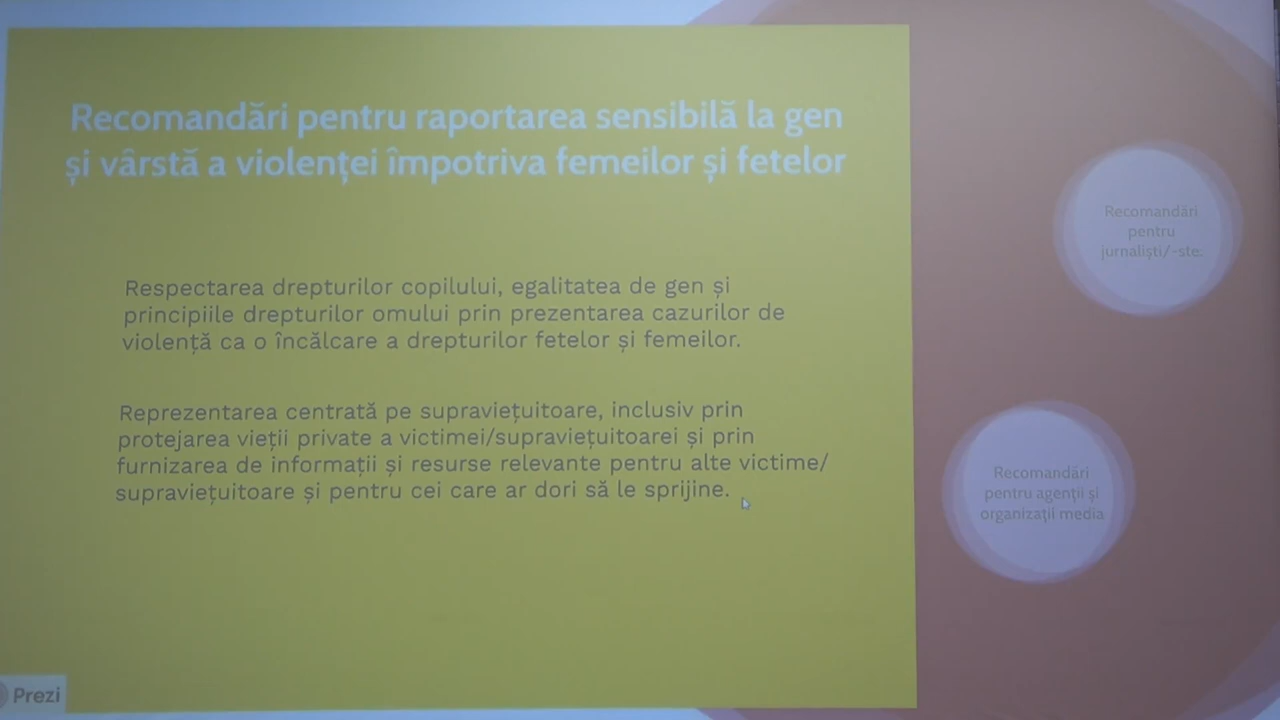 Recomandări pentru raportarea sensibilă la gen
și vârstă a violenței împotriva femeilor și fetelor
Respectarea drepturilor copilului, egalitatea de gen și
principiile drepturilor omului prin prezentarea cazurilor de
violență ca o încălcare a drepturilor fetelor și femeilor.
Reprezentarea centrată pe supraviețuitoare, inclusiv prin
protejarea vieții private a victimei/supraviețuitoarei și prin
furnizarea de informații și resurse relevante pentru alte victime/
supraviețuitoare și pentru cei care ar dori să le sprijine.
Recomandări
pentru
jurnaliști/-ste.
Recomandări
pentru agenții și
organizații media
Prezi